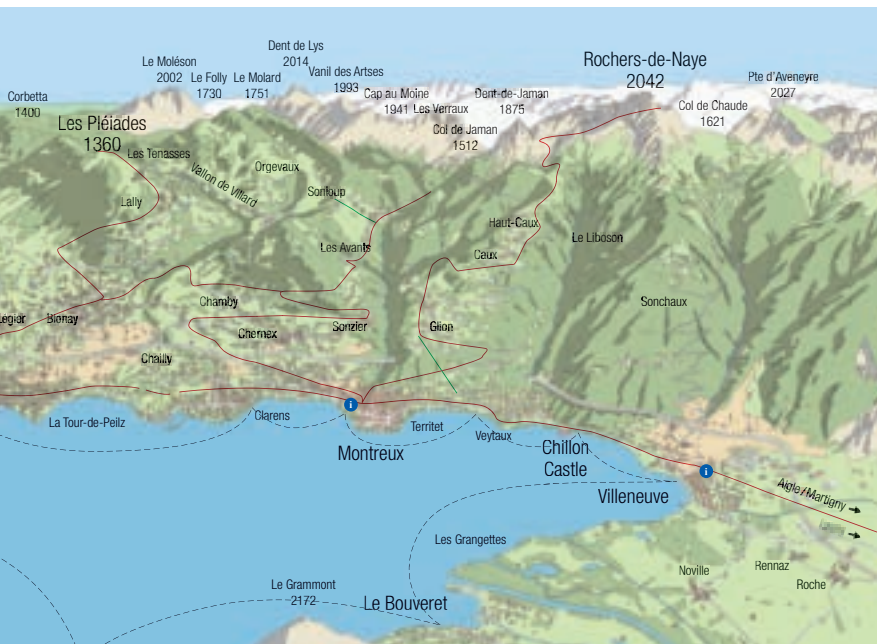 Dent de Lys
2014
Rochers-de-Naye
2042
Le Moléson
2002
Le Folly
1730
Le Molard
1751
Vanil des Artses
1993
Pte d'Aveneyre
2027
Corbetta
1400
Cap au Moine
1941
Les Verraux
Dent-de-Jaman
1875
Col de Chaude
1621
Les Pléiades
1360
Col de Jaman
1512
Les Tenasses
Orgevaux
Vallon de Villard
Sonloup
Lally
Haut-Caux
Le Liboson
Les Avants
Caux
Chamby
Sonchaux
Blonay
Chernex
Sonzier
Glion
Chailly
i
La Tour-de-Peilz
Clarens
Territet
Veytaux
Montreux
Chillon
Castle
i
Villeneuve
Aigle / Martigny
Les Grangettes
Noville
Rennaz
Roche
Le Grammont
2172
Le Bouveret